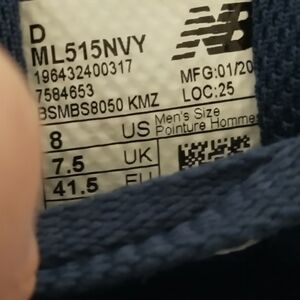 D
ML515NVY
196432400317
7584653 MFG:01/20
BSMBS8050 KMZ LOC:25
8 US Men's Size
Pointure Homme
7.5 UK
41.5 EU